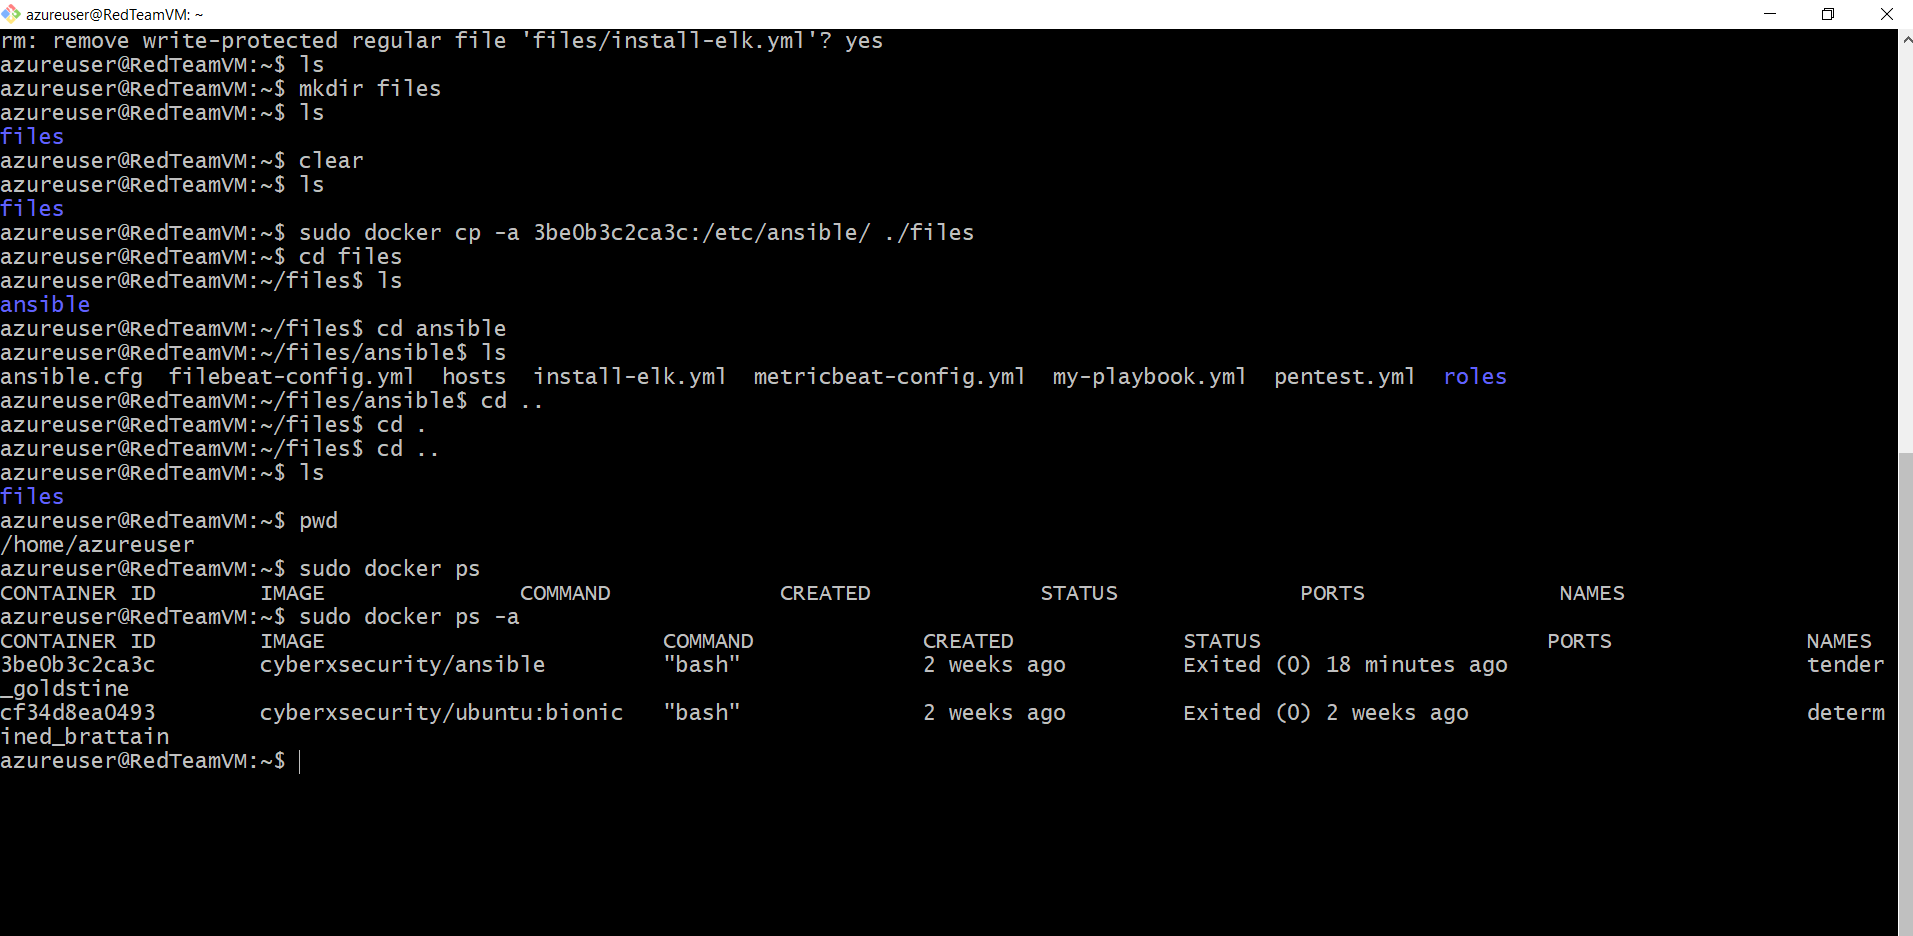 azureuser@RedTeamVM: ~
rm: remove write-protected regular file 'files/install-elk.yml'? yes
azureuser@RedTeamVM:~$ ls
azureuser@RedTeamVM:~$ mkdir files
azureuser@RedTeamVM:~$ ls
files
azureuser@RedTeamVM:~$ clear
azureuser@RedTeamVM:~$ ls
files
azureuser@RedTeamVM:~$ sudo docker cp -a 3be0b3c2ca3c:/etc/ansible/ ./files
azureuser@RedTeamVM:~$ cd files
azureuser@RedTeamVM:~/files$ ls
ansible
azureuser@RedTeamVM:~/files$ cd ansible
azureuser@RedTeamVM:~/files/ansible$ ls
ansible.cfg  filebeat-config.yml  hosts  install-elk.yml  metricbeat-config.yml  my-playbook.yml  pentest.yml  roles
azureuser@RedTeamVM:~/files/ansible$ cd ..
azureuser@RedTeamVM:~/files$ cd .
azureuser@RedTeamVM:~/files$ cd ..
azureuser@RedTeamVM:~$ ls
files
azureuser@RedTeamVM:~$ pwd
/home/azureuser
azureuser@RedTeamVM:~$ sudo docker ps
CONTAINER ID        IMAGE               COMMAND             CREATED             STATUS              PORTS               NAMES
azureuser@RedTeamVM:~$ sudo docker ps -a
CONTAINER ID        IMAGE                          COMMAND             CREATED             STATUS                      PORTS               NAMES
3be0b3c2ca3c        cyberxsecurity/ansible         "bash"              2 weeks ago         Exited (0) 18 minutes ago                       tender
_goldstine
cf34d8ea0493        cyberxsecurity/ubuntu:bionic   "bash"              2 weeks ago         Exited (0) 2 weeks ago                          determ
ined_brattain
azureuser@RedTeamVM:~$